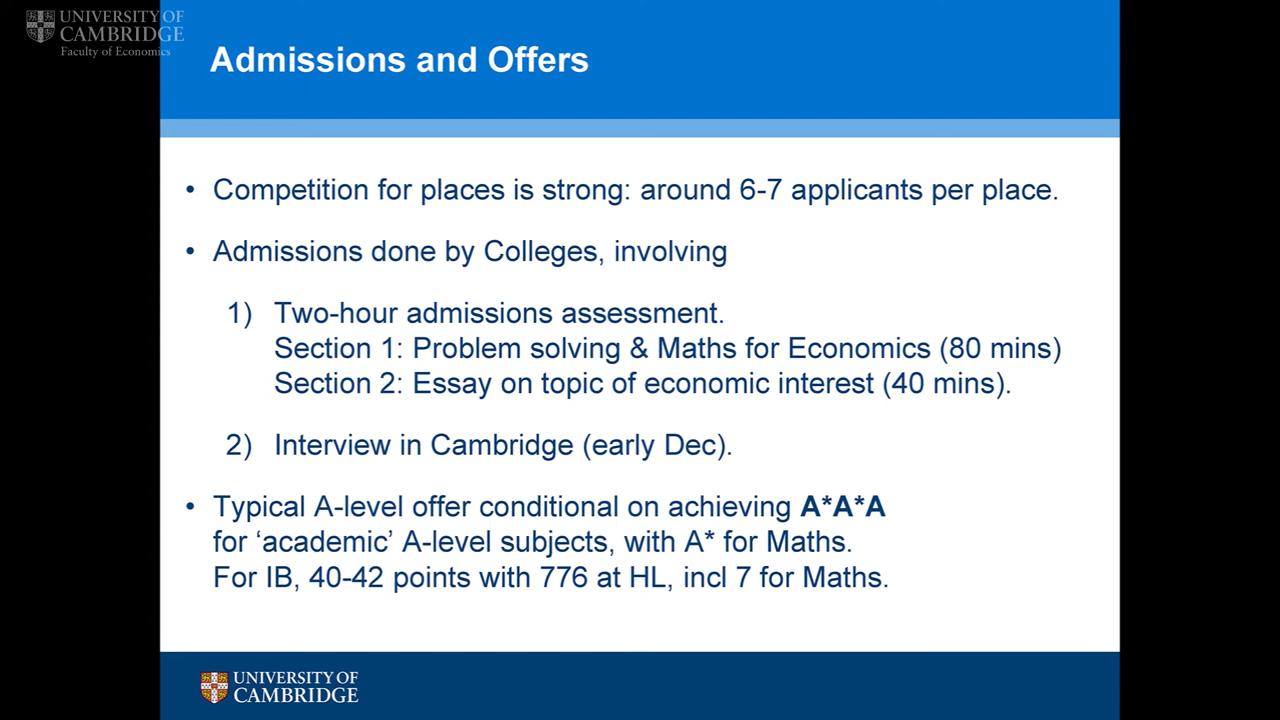 UNIVERSITY OF
CAMBRIDGE
Faculty of Economics
Admissions and Offers
• Competition for places is strong: around 6-7 applicants per place.
• Admissions done by Colleges, involving
1) Two-hour admissions assessment.
Section 1: Problem solving & Maths for Economics (80 mins)
Section 2: Essay on topic of economic interest (40 mins).
2) Interview in Cambridge (early Dec).
• Typical A-level offer conditional on achieving A*A*A
for ‘academic’ A-level subjects, with A* for Maths.
For IB, 40-42 points with 776 at HL, incl 7 for Maths.
UNIVERSITY OF
CAMBRIDGE